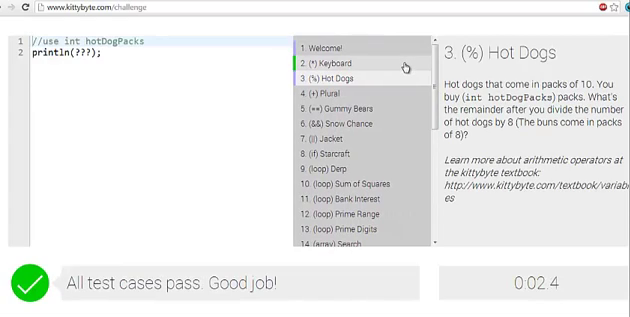 www.kittybyte.com/challenge
1 //use int hotDogPacks
2 println(???);
1. Welcome!
2. (*) Keyboard
3. (%) Hot Dogs
4. (+) Plural
5. (==) Gummy Bears
6. (&&) Snow Chance
7. (||) Jacket
8. (if) Starcraft
9. (loop) Derp
10. (loop) Sum of Squares
11. (loop) Bank Interest
12. (loop) Prime Range
13. (loop) Prime Digits
14. (array) Search
3. (%) Hot Dogs
Hot dogs that come in packs of 10. You
buy (int hotDogPacks) packs. What's
the remainder after you divide the number
of hot dogs by 8 (The buns come in packs
of 8)?
Learn more about arithmetic operators at
the kittybyte textbook:
http://www.kittybyte.com/textbook/variabl
es
All test cases pass. Good job!
0:02.4